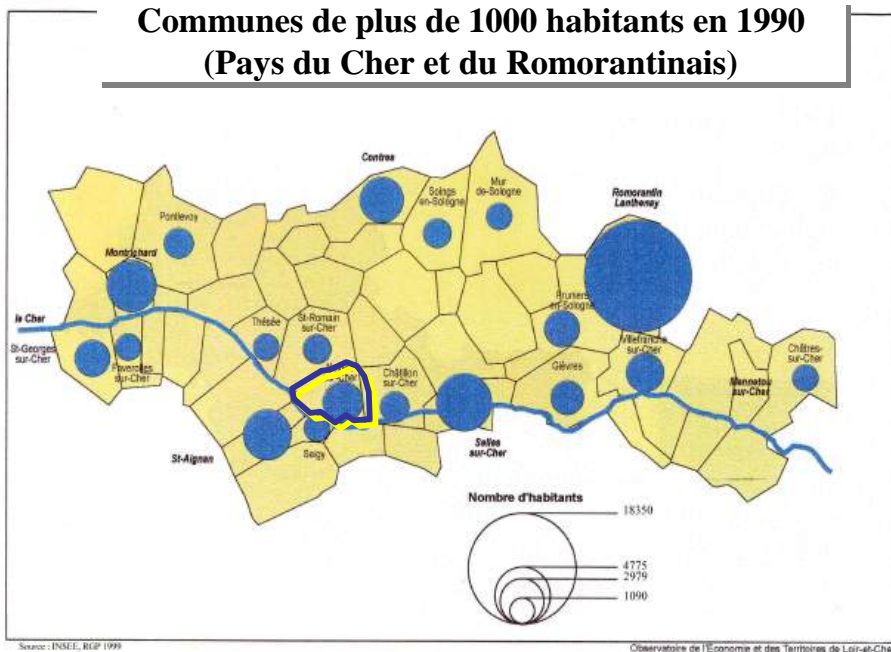 Communes de plus de 1000 habitants en 1990
(Pays du Cher et du Romorantinais)
Contres
Soings
en-Sologne
Mur
de-Sologne
Romorantin
Lanthenay
Pontlevoy
Montrichard
le Cher
Thésée
St-Romain
sur-Cher
Pruniers
en-Sologne
St-Georges
sur-Cher
Faverolles
sur-Cher
Châtillon
sur-Cher
Gièvres
Villefranche
sur-Cher
Mennetou
sur-Cher
Châtres-
sur-Cher
St-Aignan
Seigy
Selles
sur-Cher
Nombre d'habitants
18350
4775
2979
1090
Source : INSEE, RGP 1999
Observatoire de l'Economie et des Territoires de Loir-et-Che